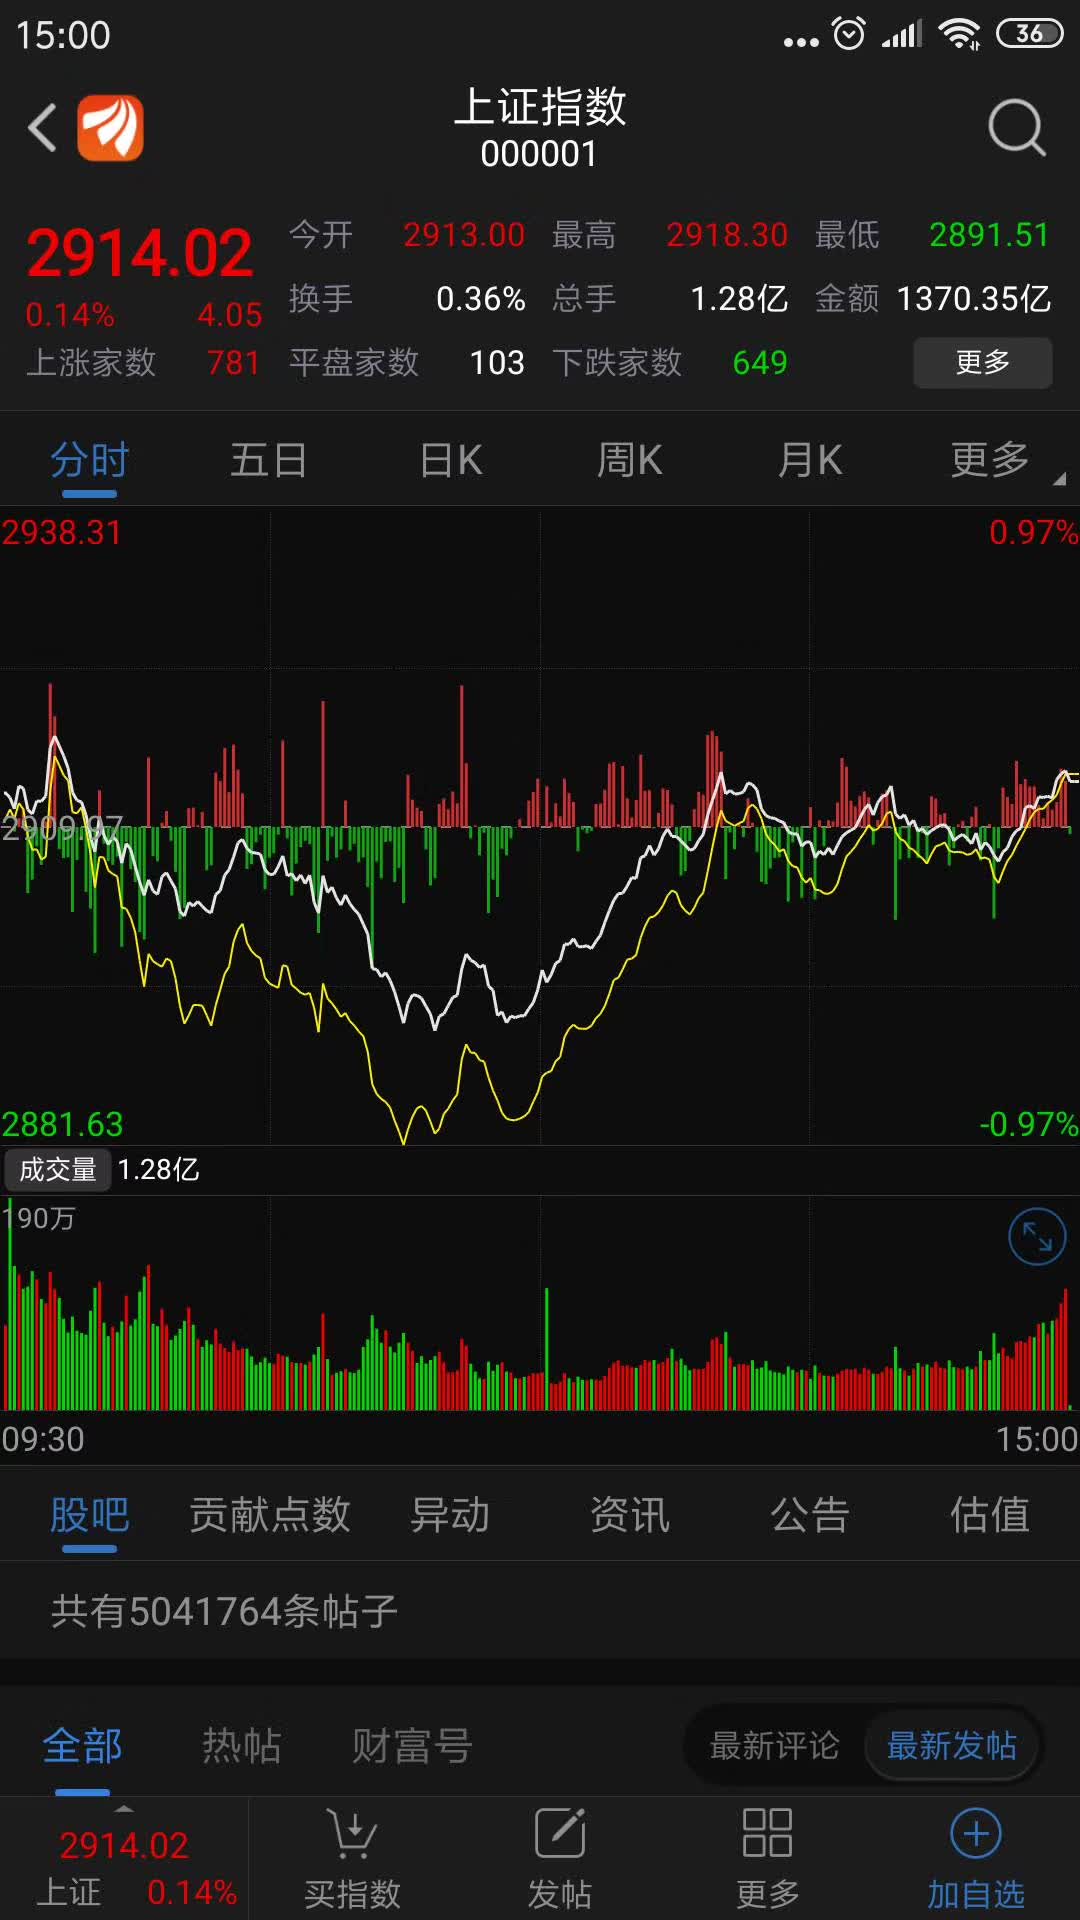 15:00
36
上证指数
000001
2914.02
今开 2913.00 最高 2918.30 最低 2891.51
0.14% 4.05 换手 0.36% 总手 1.28亿 金额 1370.35亿
上涨家数 781 平盘家数 103 下跌家数 649 更多
分时 五日 日K 周K 月K 更多
2938.31 0.97%
2909.97
2881.63 -0.97%
成交量 1.28亿
190万
09:30 15:00
股吧 贡献点数 异动 资讯 公告 估值
共有5041764条帖子
全部 热帖 财富号 最新评论 最新发帖
2914.02
上证 0.14% 买指数 发帖 更多 加自选